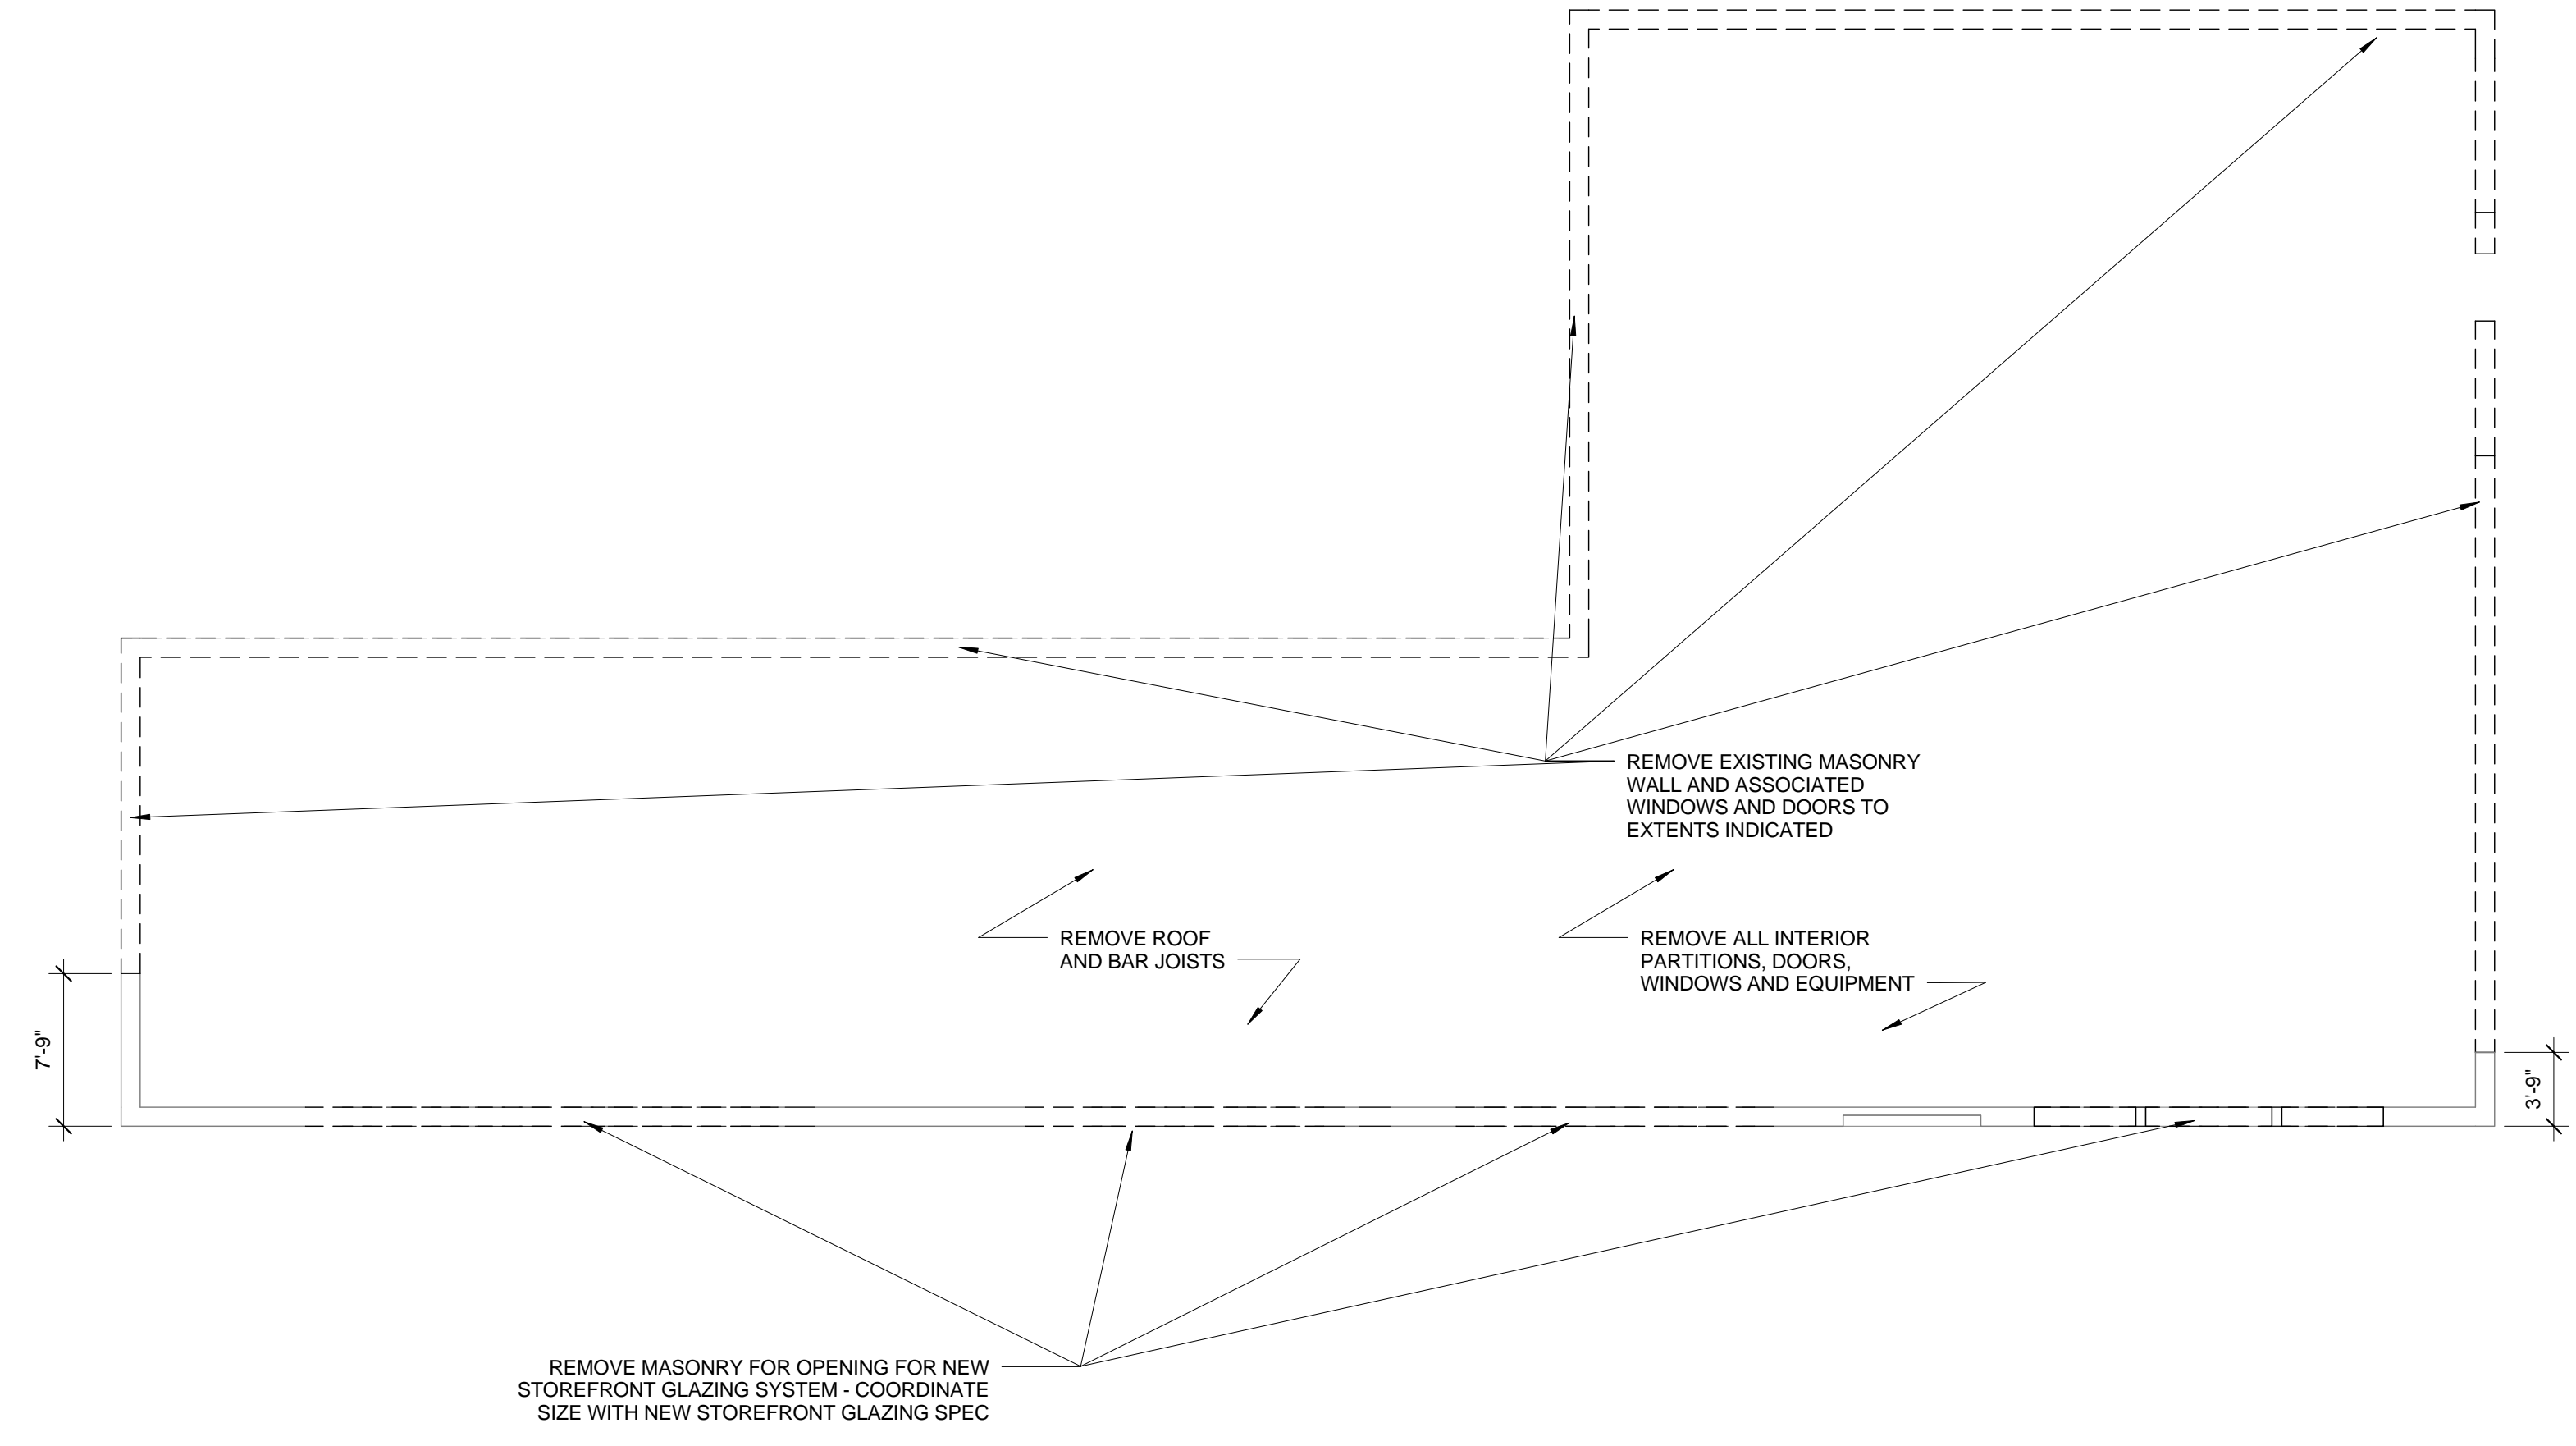 REMOVE EXISTING MASONRY
WALL AND ASSOCIATED
WINDOWS AND DOORS TO
EXTENTS INDICATED
REMOVE ROOF
AND BAR JOISTS
REMOVE ALL INTERIOR
PARTITIONS, DOORS,
WINDOWS AND EQUIPMENT
7'-9"
3'-9"
REMOVE MASONRY FOR OPENING FOR NEW
STOREFRONT GLAZING SYSTEM - COORDINATE
SIZE WITH NEW STOREFRONT GLAZING SPEC